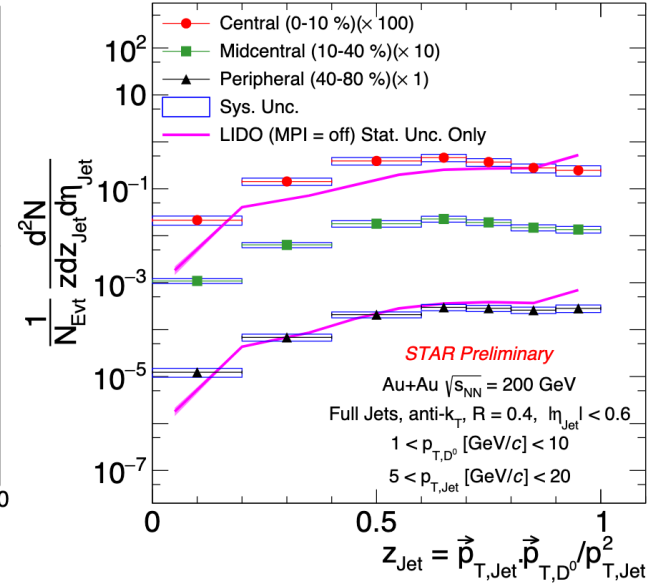 Central (0-10 %)(× 100)
Midcentral (10-40 %)(× 10)
Peripheral (40-80 %)(× 1)
Sys. Unc.
LIDO (MPI = off) Stat. Unc. Only
10²
10
10⁻¹
10⁻³
10⁻⁵
10⁻⁷
1/N_Evt d²N/zdz_Jet dη_Jet
STAR Preliminary
Au+Au √s_NN = 200 GeV
Full Jets, anti-k_T, R = 0.4, |η_Jet| < 0.6
1 < p_T,D⁰ [GeV/c] < 10
5 < p_T,Jet [GeV/c] < 20
0
0 0.5 1
z_Jet = p⃗_T,Jet.p⃗_T,D⁰/p²_T,Jet